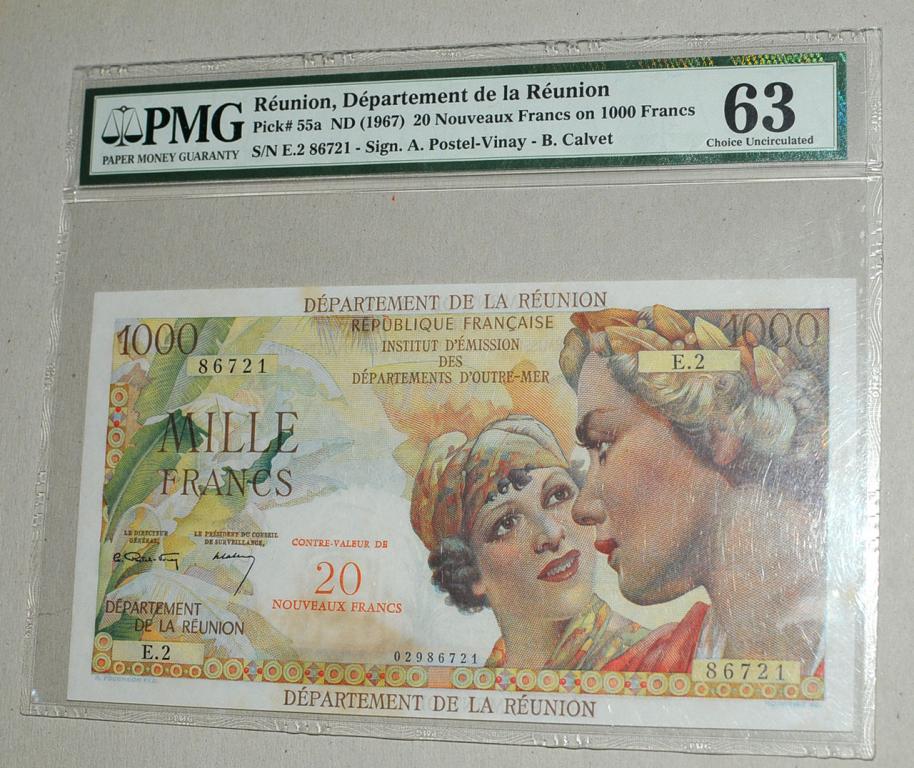 PMG
PAPER MONEY GUARANTY
Réunion, Département de la Réunion
Pick# 55a ND (1967) 20 Nouveaux Francs on 1000 Francs
S/N E.2 86721 - Sign. A. Postel-Vinay - B. Calvet
63
Choice Uncirculated
DÉPARTEMENT DE LA RÉUNION
RÉPUBLIQUE FRANÇAISE
INSTITUT D'ÉMISSION
DES
DÉPARTEMENTS D'OUTRE-MER
1000
1000
86721
E.2
MILLE
FRANCS
LE DIRECTEUR
GÉNÉRAL,
LE PRÉSIDENT DU CONSEIL
DE SURVEILLANCE,
CONTRE-VALEUR DE
20
NOUVEAUX FRANCS
DÉPARTEMENT
DE LA RÉUNION
E.2
02986721
86721
DÉPARTEMENT DE LA RÉUNION